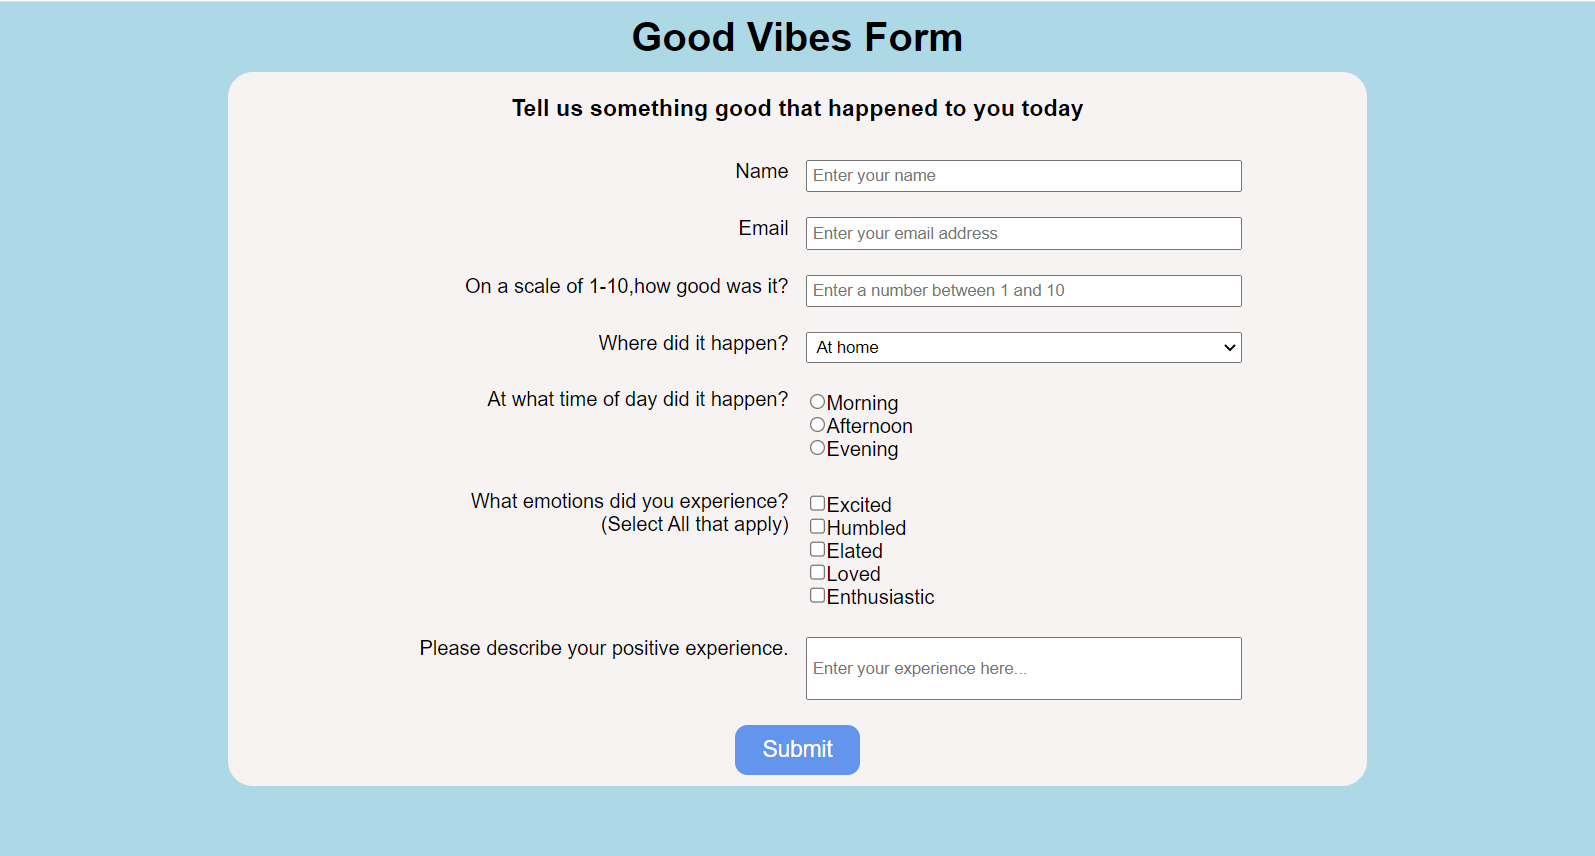 Good Vibes Form
Tell us something good that happened to you today
Name
Enter your name
Email
Enter your email address
On a scale of 1-10,how good was it?
Enter a number between 1 and 10
Where did it happen?
At home
At what time of day did it happen?
Morning
Afternoon
Evening
What emotions did you experience?
(Select All that apply)
Excited
Humbled
Elated
Loved
Enthusiastic
Please describe your positive experience.
Enter your experience here...
Submit